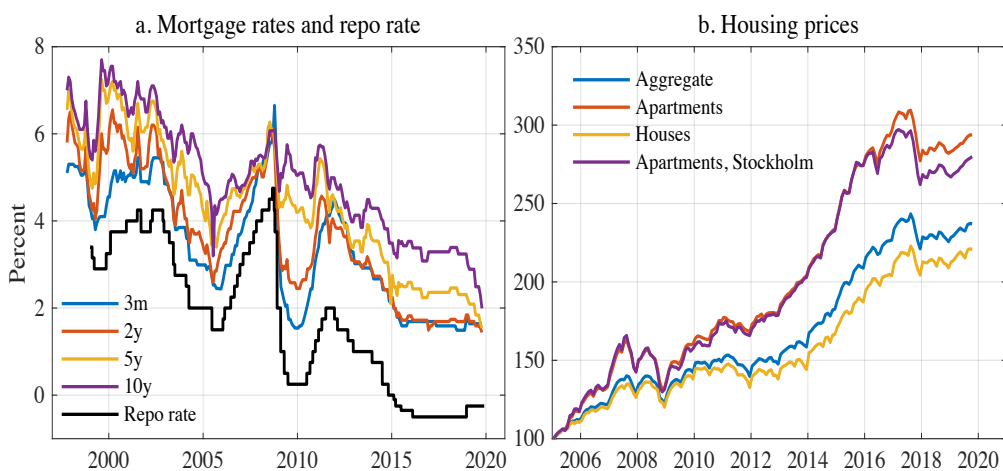 a. Mortgage rates and repo rate
8
6
4
2
0
Percent
3m
2y
5y
10y
Repo rate
2000
2005
2010
2015
2020
b. Housing prices
350
300
250
200
150
100
Aggregate
Apartments
Houses
Apartments, Stockholm
2006
2008
2010
2012
2014
2016
2018
2020